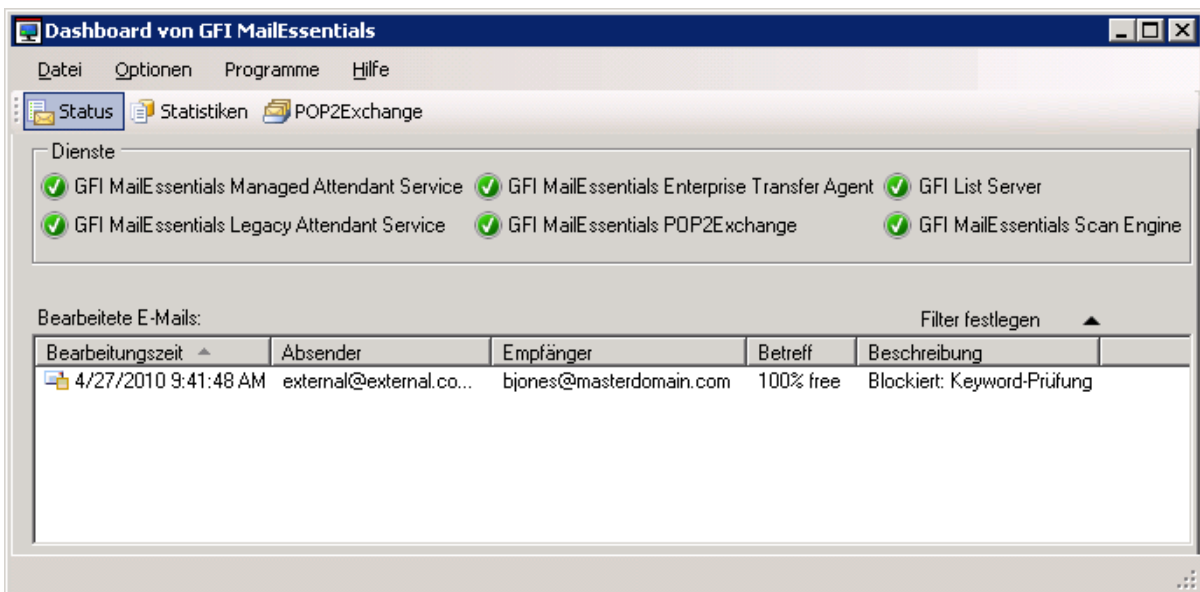 Dashboard von GFI MailEssentials
Datei Optionen Programme Hilfe
Status Statistiken POP2Exchange
Dienste
GFI MailEssentials Managed Attendant Service GFI MailEssentials Enterprise Transfer Agent GFI List Server
GFI MailEssentials Legacy Attendant Service GFI MailEssentials POP2Exchange GFI MailEssentials Scan Engine
Bearbeitete E-Mails: Filter festlegen
Bearbeitungszeit Absender Empfänger Betreff Beschreibung
4/27/2010 9:41:48 AM external@external.co... bjones@masterdomain.com 100% free Blockiert: Keyword-Prüfung